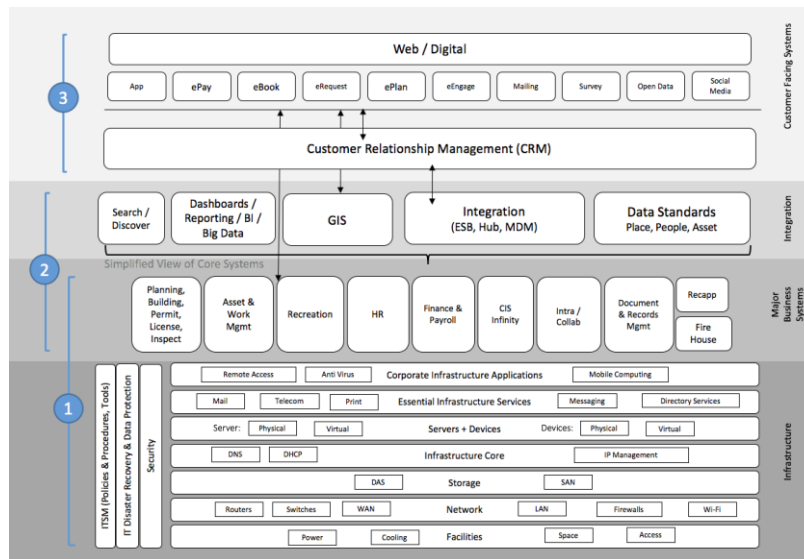 Web / Digital
App
ePay
eBook
eRequest
ePlan
eEngage
Mailing
Survey
Open Data
Social
Media
Customer Relationship Management (CRM)
Customer Facing Systems
3
Search /
Discover
Dashboards /
Reporting / BI /
Big Data
GIS
Integration
(ESB, Hub, MDM)
Data Standards
Place, People, Asset
Integration
2
Simplified View of Core Systems
Planning,
Building,
Permit,
License,
Inspect
Asset &
Work
Mgmt
Recreation
HR
Finance &
Payroll
CIS
Infinity
Intra /
Collab
Document
& Records
Mgmt
Recapp
Fire
House
Major
Business
Systems
1
ITSM (Policies & Procedures, Tools)
IT Disaster Recovery & Data Protection
Security
Remote Access
Anti Virus
Corporate Infrastructure Applications
Mobile Computing
Mail
Telecom
Print
Essential Infrastructure Services
Messaging
Directory Services
Server:
Physical
Virtual
Servers + Devices
Devices:
Physical
Virtual
DNS
DHCP
Infrastructure Core
IP Management
DAS
Storage
SAN
Routers
Switches
WAN
Network
LAN
Firewalls
Wi-Fi
Power
Cooling
Facilities
Space
Access
Infrastructure